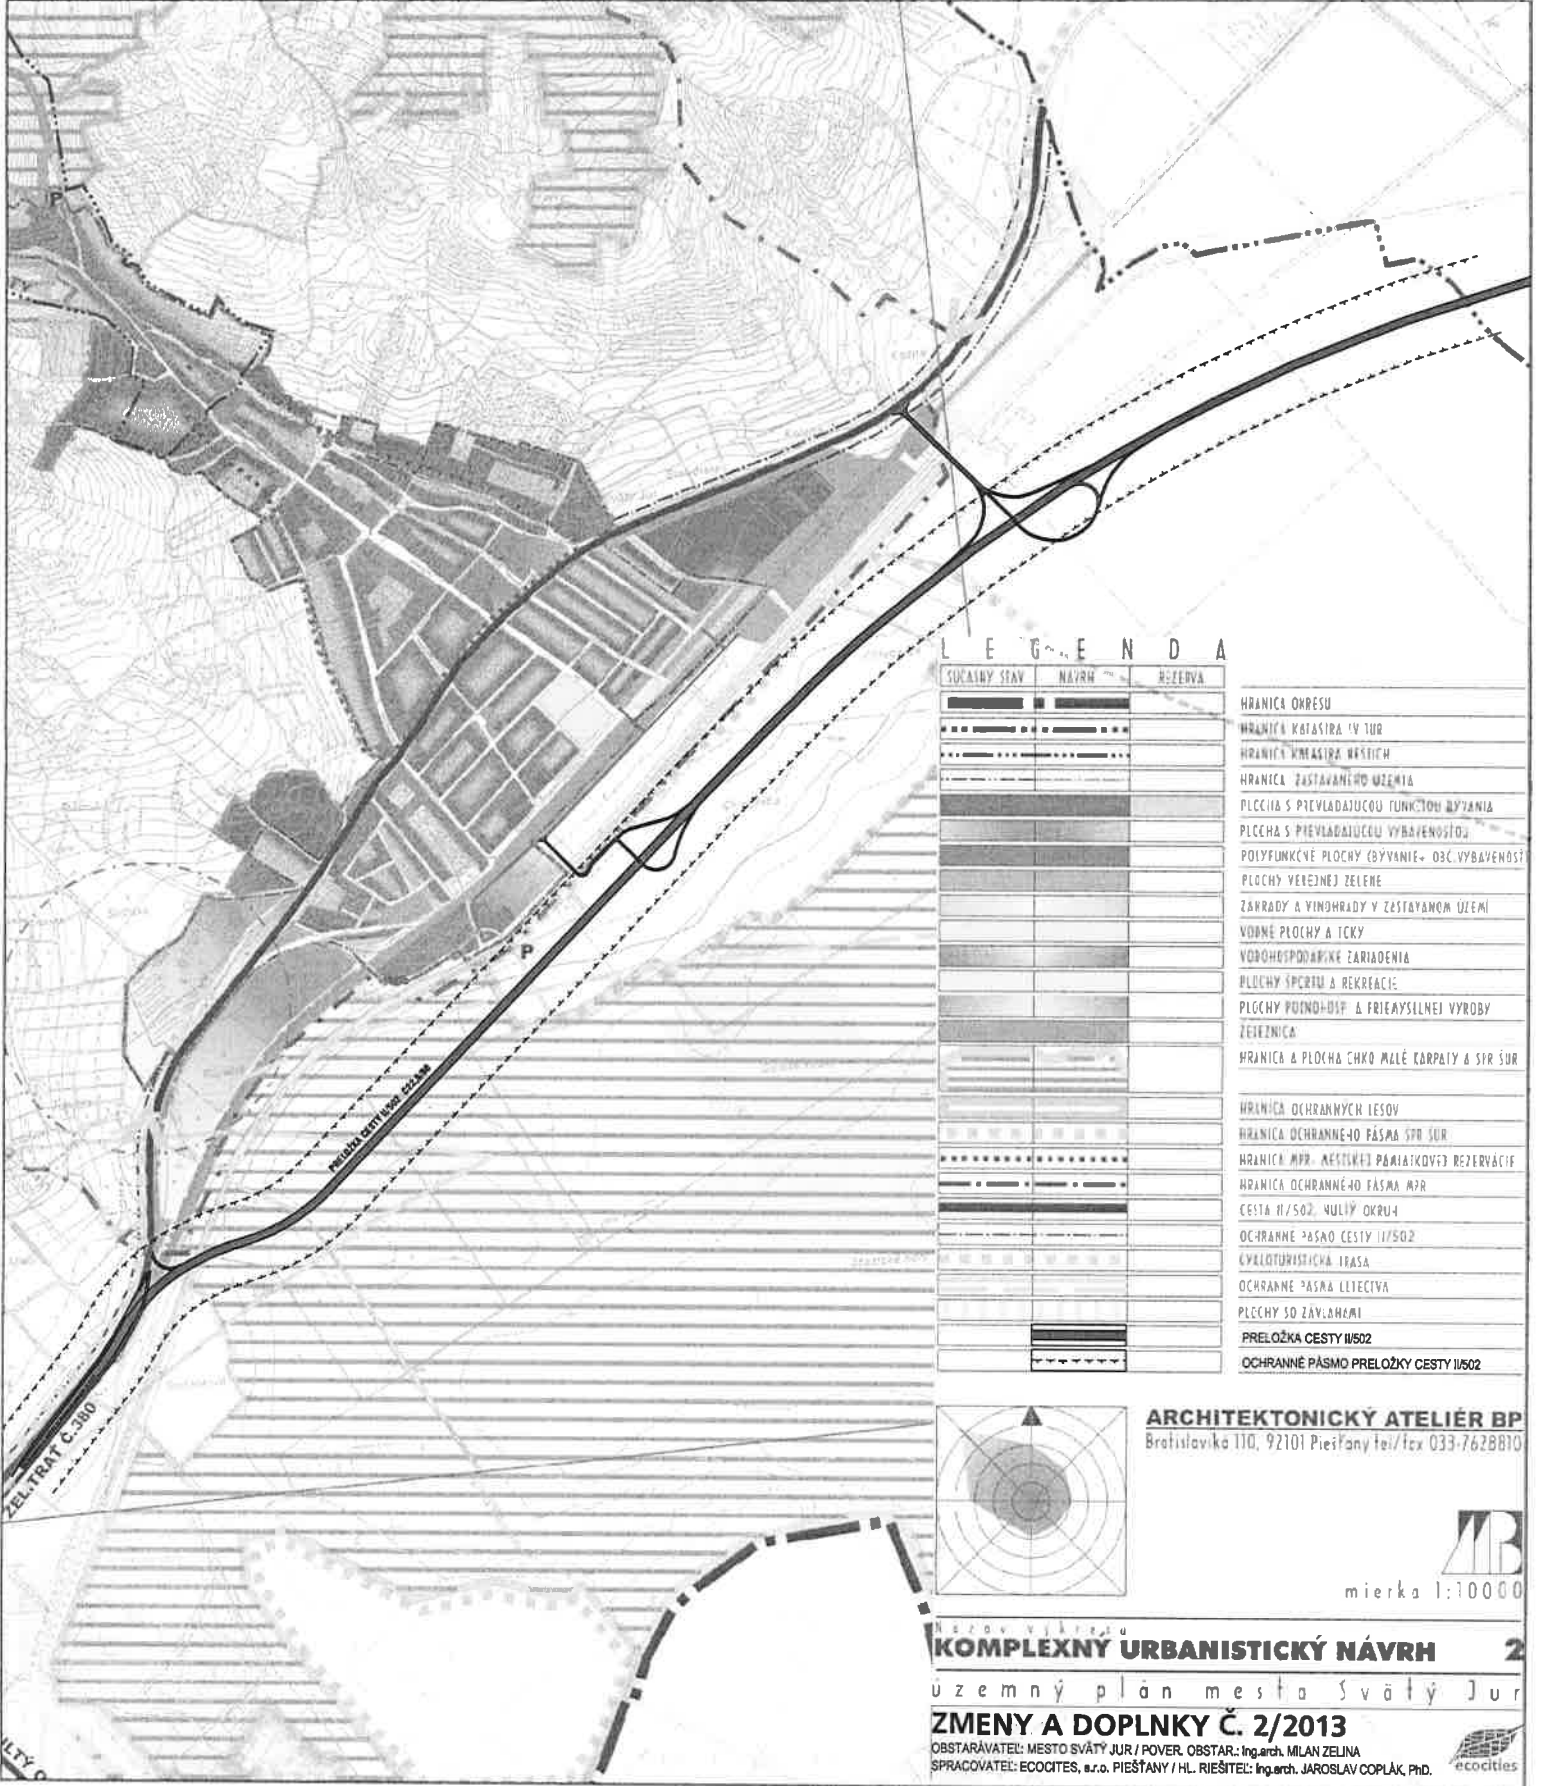 P
P
PRELOŽKA CESTY II/502
ŽEL.TRAŤ Č.380
L E G E N D A
SÚČASNÝ STAV NÁVRH REZERVA
HRANICA OKRESU
HRANICA KATASTRA SV JUR
HRANICA KATASTRA NEŠTICH
HRANICA ZASTAVANÉHO ÚZEMIA
PLOCHA S PREVLÁDAJÚCOU FUNKCIOU BÝVANIA
PLOCHA S PREVLÁDAJÚCOU VYBAVENOSŤOU
POLYFUNKČNÉ PLOCHY (BÝVANIE+ OBČ.VYBAVENOSŤ
PLOCHY VEREJNEJ ZELENE
ZÁHRADY A VINOHRADY V ZASTAVANOM ÚZEMÍ
VODNÉ PLOCHY A TOKY
VODOHOSPODÁRSKE ZARIADENIA
PLOCHY ŠPORTU A REKREÁCIE
PLOCHY POĽNOHOSP. A PRIEMYSELNEJ VÝROBY
ŽELEZNICA
HRANICA A PLOCHA CHKO MALÉ KARPATY A ŠPR ŠÚR
HRANICA OCHRANNÝCH LESOV
HRANICA OCHRANNÉHO PÁSMA ŠPR ŠÚR
HRANICA MPR- MESTSKEJ PAMIATKOVEJ REZERVÁCIE
HRANICA OCHRANNÉHO PÁSMA MPR
CESTA II/502, NULTÝ OKRUH
OCHRANNÉ PÁSMO CESTY II/502
CYKLOTURISTICKÁ TRASA
OCHRANNÉ PÁSMA LETECTVA
PLOCHY SO ZÁVLAHAMI
PRELOŽKA CESTY II/502
OCHRANNÉ PÁSMO PRELOŽKY CESTY II/502
ARCHITEKTONICKÝ ATELIÉR BP
Bratislavská 110, 92101 Piešťany tel/fax 033-7628810
mierka 1:10000
Názov výkresu
KOMPLEXNÝ URBANISTICKÝ NÁVRH 2
územný plán mesta Svätý Jur
ZMENY A DOPLNKY Č. 2/2013
OBSTARÁVATEĽ: MESTO SVÄTÝ JUR / POVER. OBSTAR.: Ing.arch. MILAN ZELINA
SPRACOVATEĽ: ECOCITES, s.r.o. PIEŠŤANY / HL. RIEŠITEĽ: Ing.arch. JAROSLAV COPLÁK, PhD.
ecocities